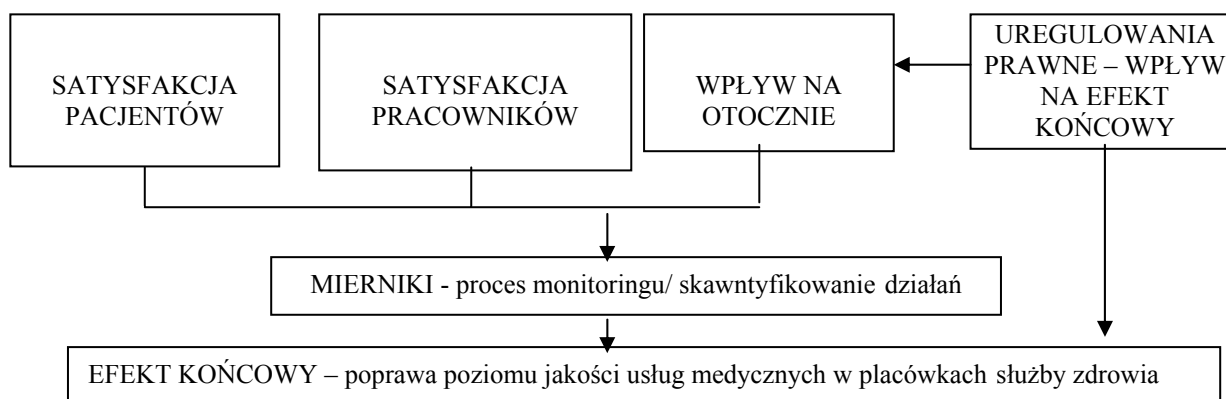 SATYSFAKCJA
PACJENTÓW
SATYSFAKCJA
PRACOWNIKÓW
WPŁYW NA
OTOCZNIE
UREGULOWANIA
PRAWNE – WPŁYW
NA EFEKT
KOŃCOWY
MIERNIKI - proces monitoringu/ skawntyfikowanie działań
EFEKT KOŃCOWY – poprawa poziomu jakości usług medycznych w placówkach służby zdrowia